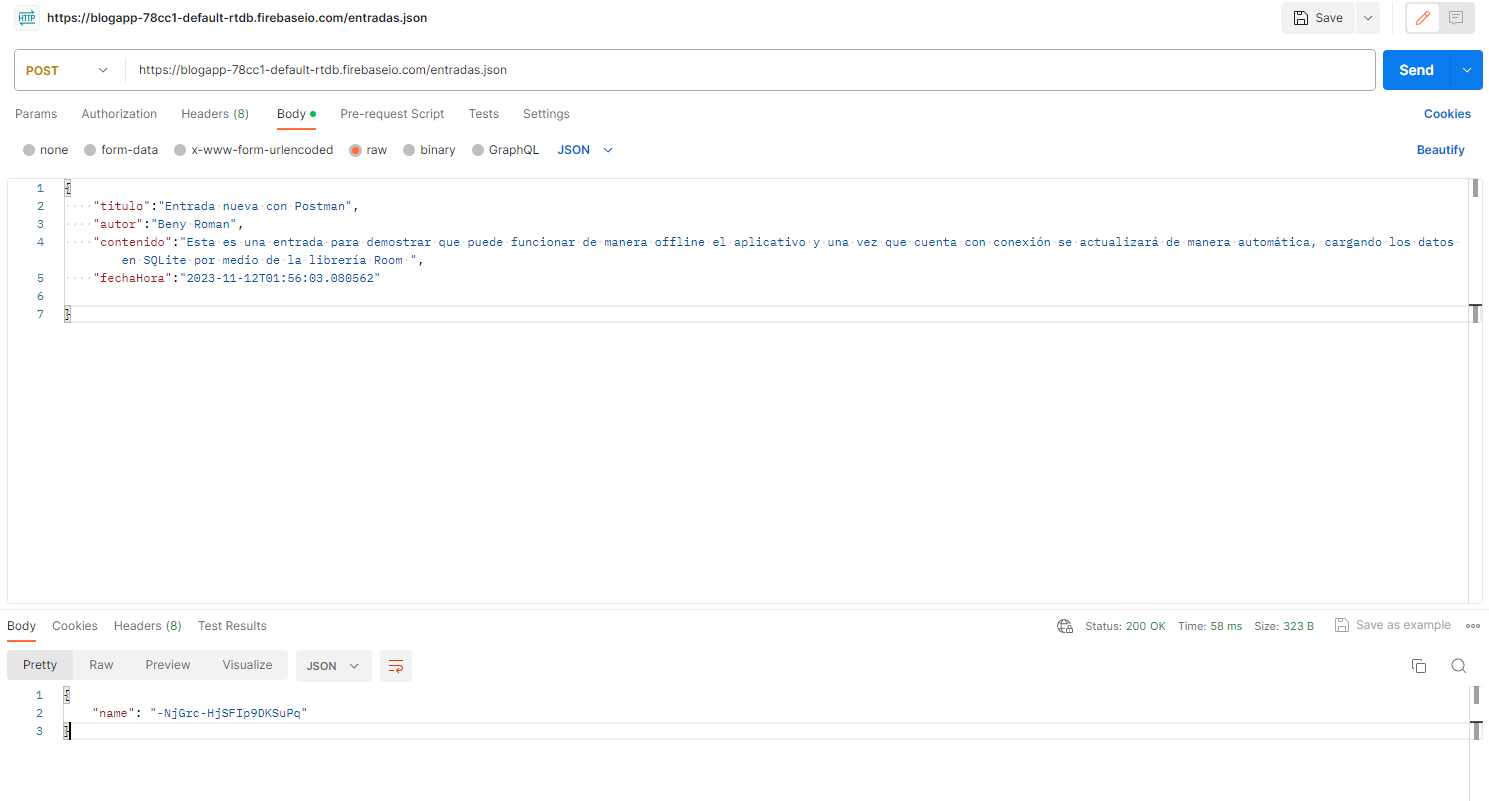 HTTP https://blogapp-78cc1-default-rtdb.firebaseio.com/entradas.json Save
POST https://blogapp-78cc1-default-rtdb.firebaseio.com/entradas.json Send
Params Authorization Headers (8) Body Pre-request Script Tests Settings Cookies
none form-data x-www-form-urlencoded raw binary GraphQL JSON Beautify
1 {
2 "titulo":"Entrada nueva con Postman",
3 "autor":"Beny Roman",
4 "contenido":"Esta es una entrada para demostrar que puede funcionar de manera offline el aplicativo y una vez que cuenta con conexión se actualizará de manera automática, cargando los datos
en SQLite por medio de la librería Room ",
5 "fechaHora":"2023-11-12T01:56:03.080562"
6
7 }
Body Cookies Headers (8) Test Results Status: 200 OK Time: 58 ms Size: 323 B Save as example
Pretty Raw Preview Visualize JSON
1 {
2 "name": "-NjGrc-HjSFIp9DKSuPq"
3 }